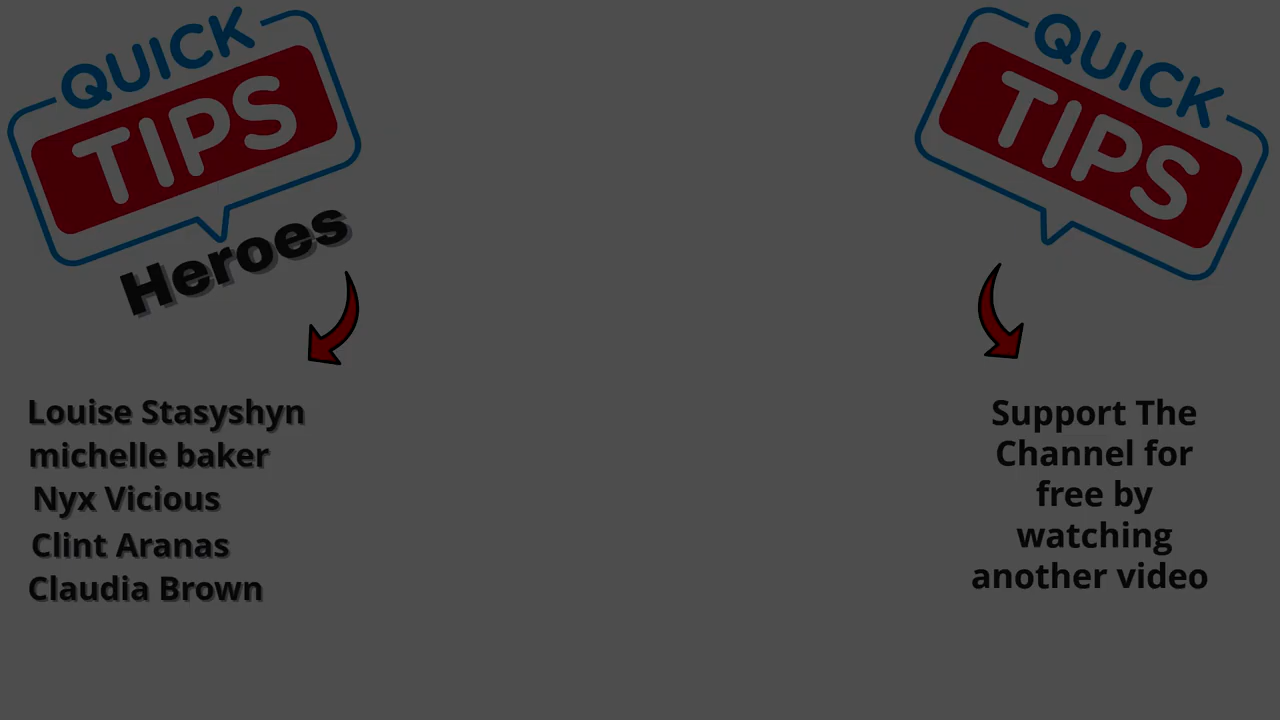 QUICK
TIPS
Heroes
Louise Stasyshyn
michelle baker
Nyx Vicious
Clint Aranas
Claudia Brown
QUICK
TIPS
Support The
Channel for
free by
watching
another video